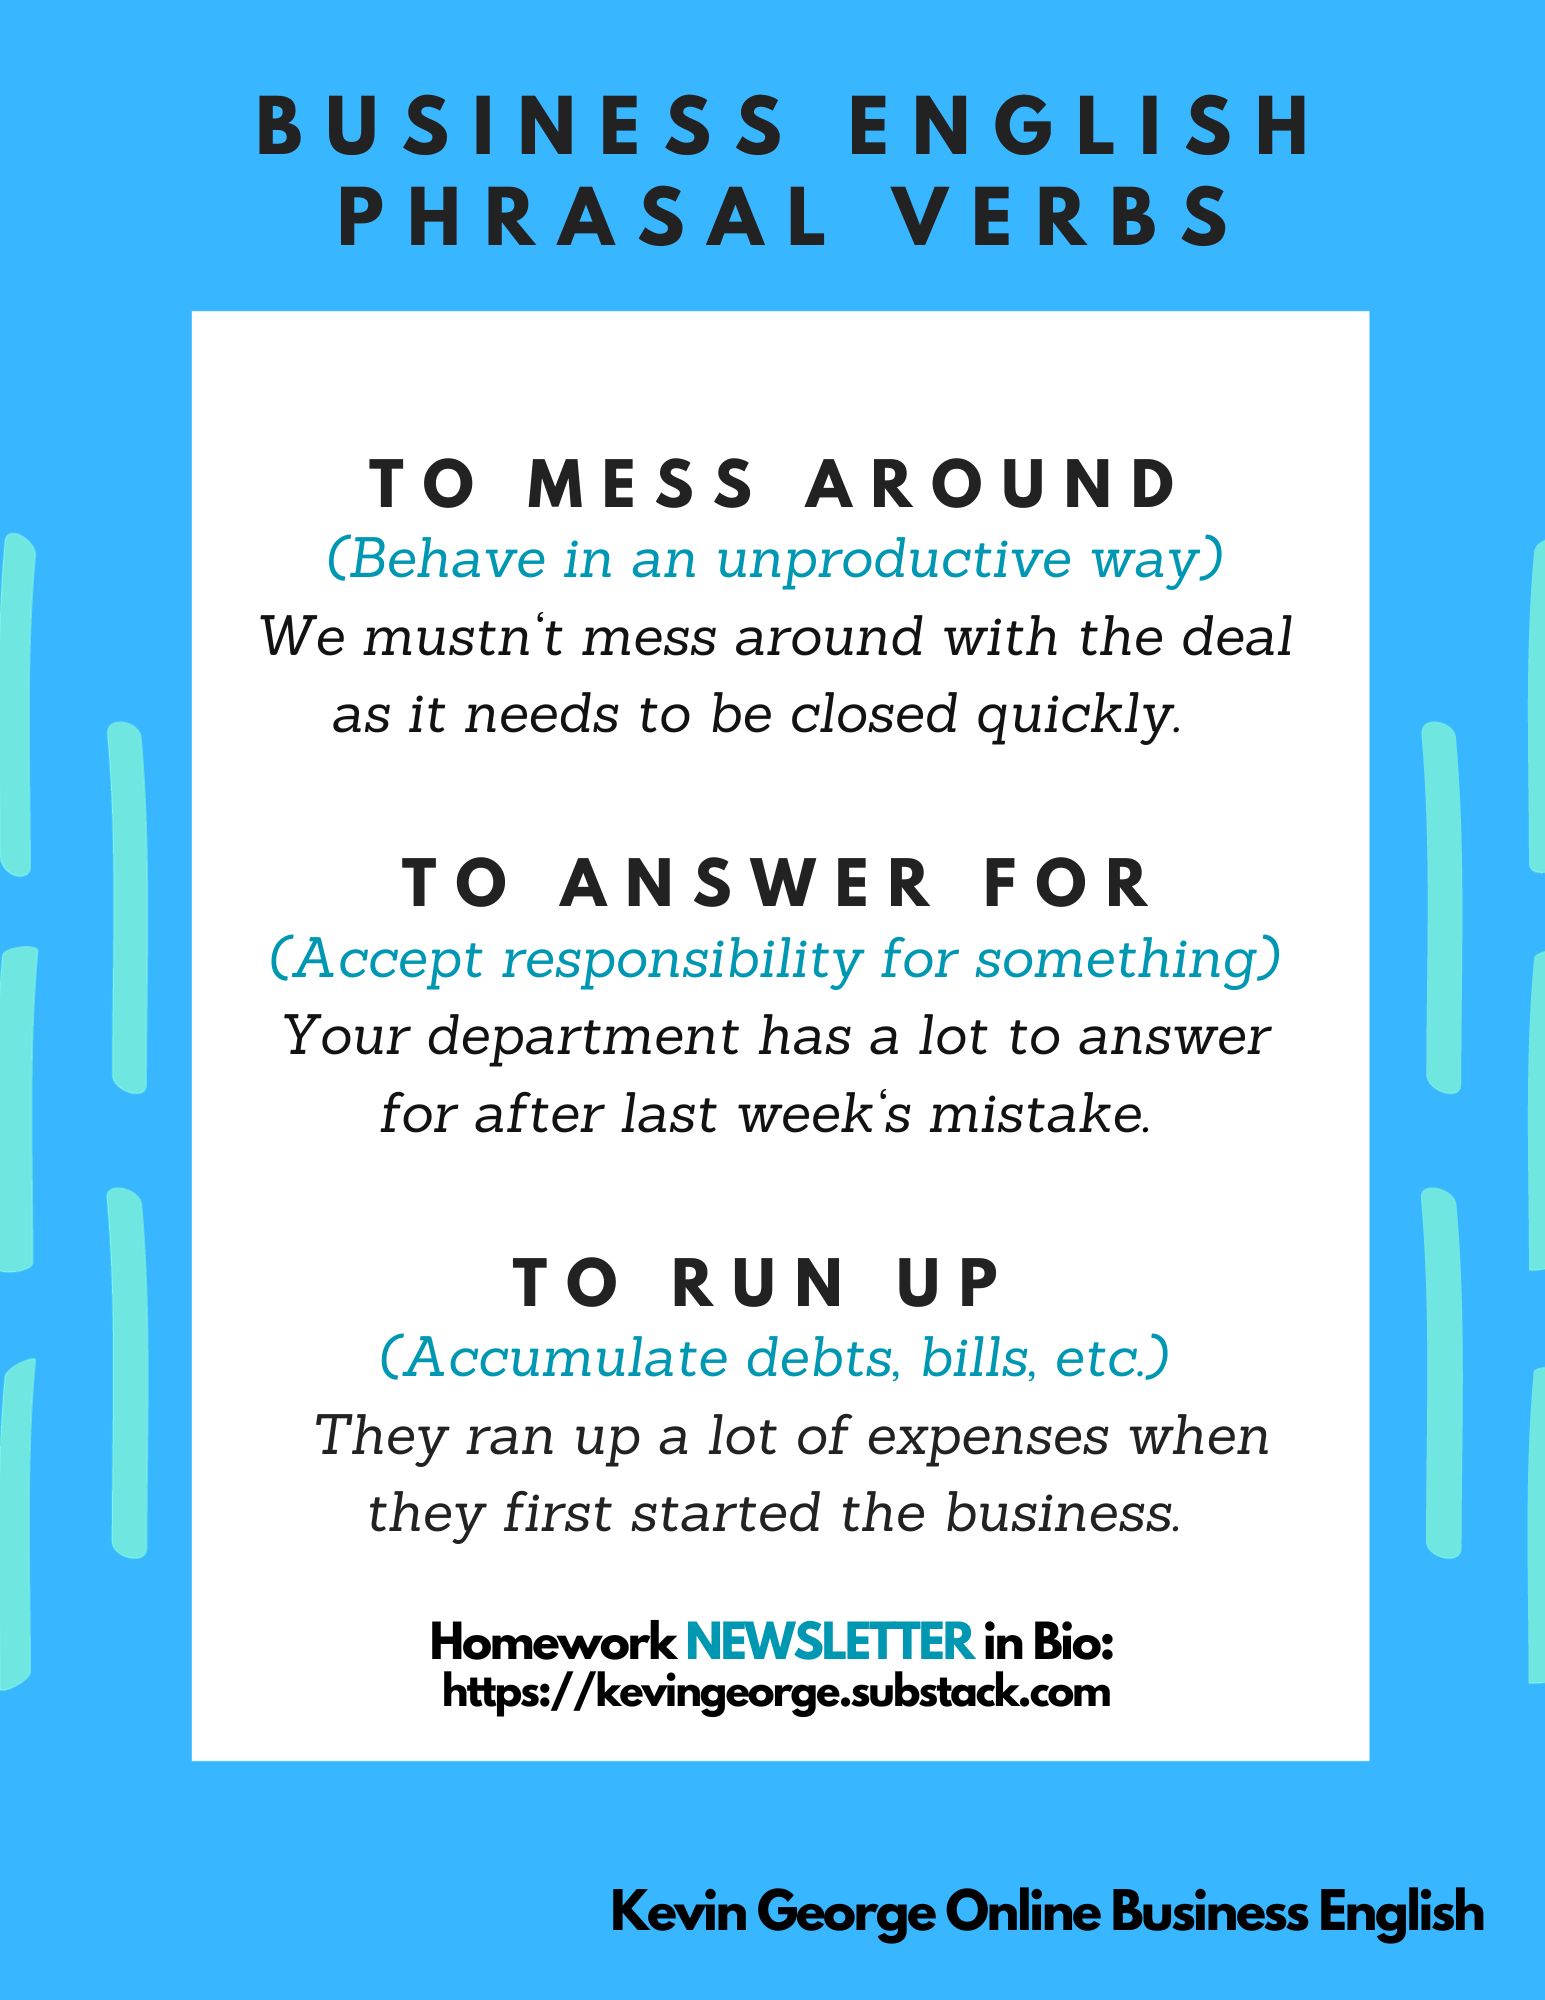 BUSINESS ENGLISH
PHRASAL VERBS
TO MESS AROUND
(Behave in an unproductive way)
We mustn‘t mess around with the deal
as it needs to be closed quickly.
TO ANSWER FOR
(Accept responsibility for something)
Your department has a lot to answer
for after last week‘s mistake.
TO RUN UP
(Accumulate debts, bills, etc.)
They ran up a lot of expenses when
they first started the business.
Homework NEWSLETTER in Bio:
https://kevingeorge.substack.com
Kevin George Online Business English